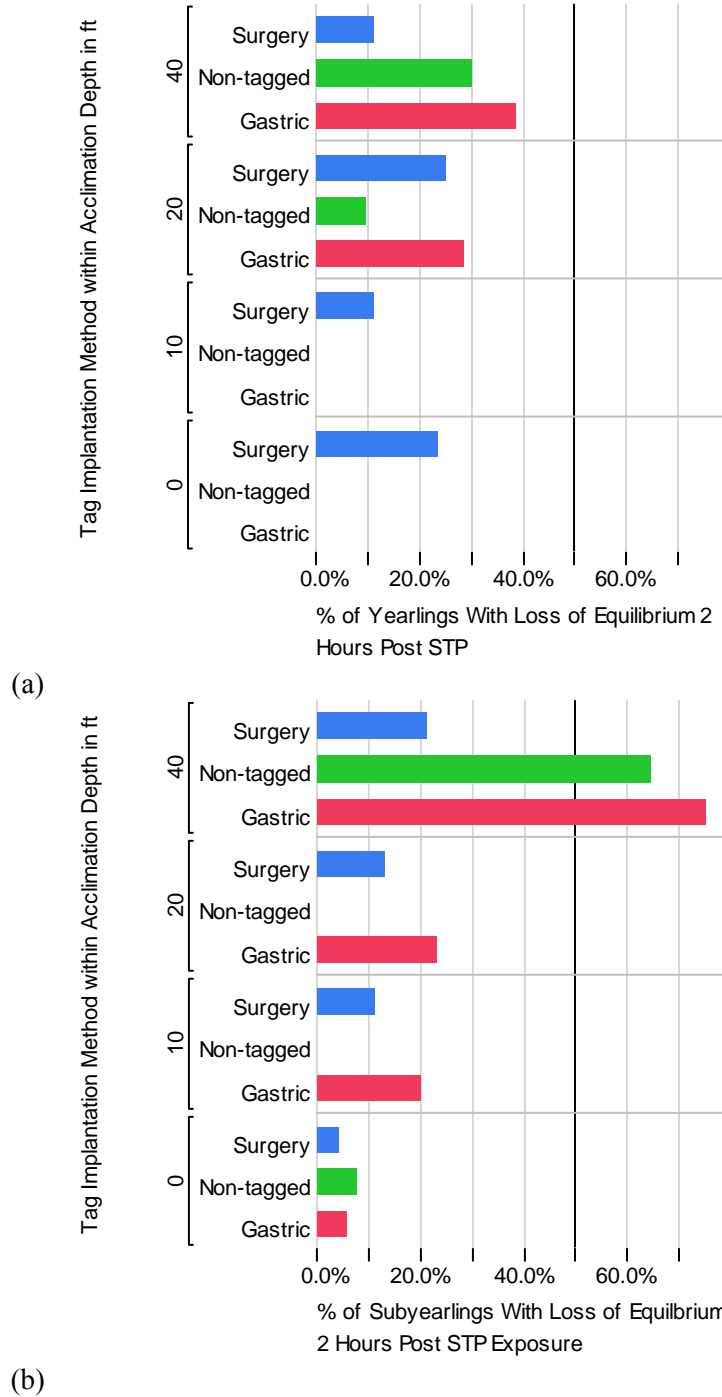 Tag Implantation Method within Acclimation Depth in ft
40
Surgery
Non-tagged
Gastric
20
Surgery
Non-tagged
Gastric
10
Surgery
Non-tagged
Gastric
0
Surgery
Non-tagged
Gastric
0.0% 20.0% 40.0% 60.0%
% of Yearlings With Loss of Equilibrium 2
Hours Post STP
(a)
Tag Implantation Method within Acclimation Depth in ft
40
Surgery
Non-tagged
Gastric
20
Surgery
Non-tagged
Gastric
10
Surgery
Non-tagged
Gastric
0
Surgery
Non-tagged
Gastric
0.0% 20.0% 40.0% 60.0%
% of Subyearlings With Loss of Equilbrium
2 Hours Post STP Exposure
(b)